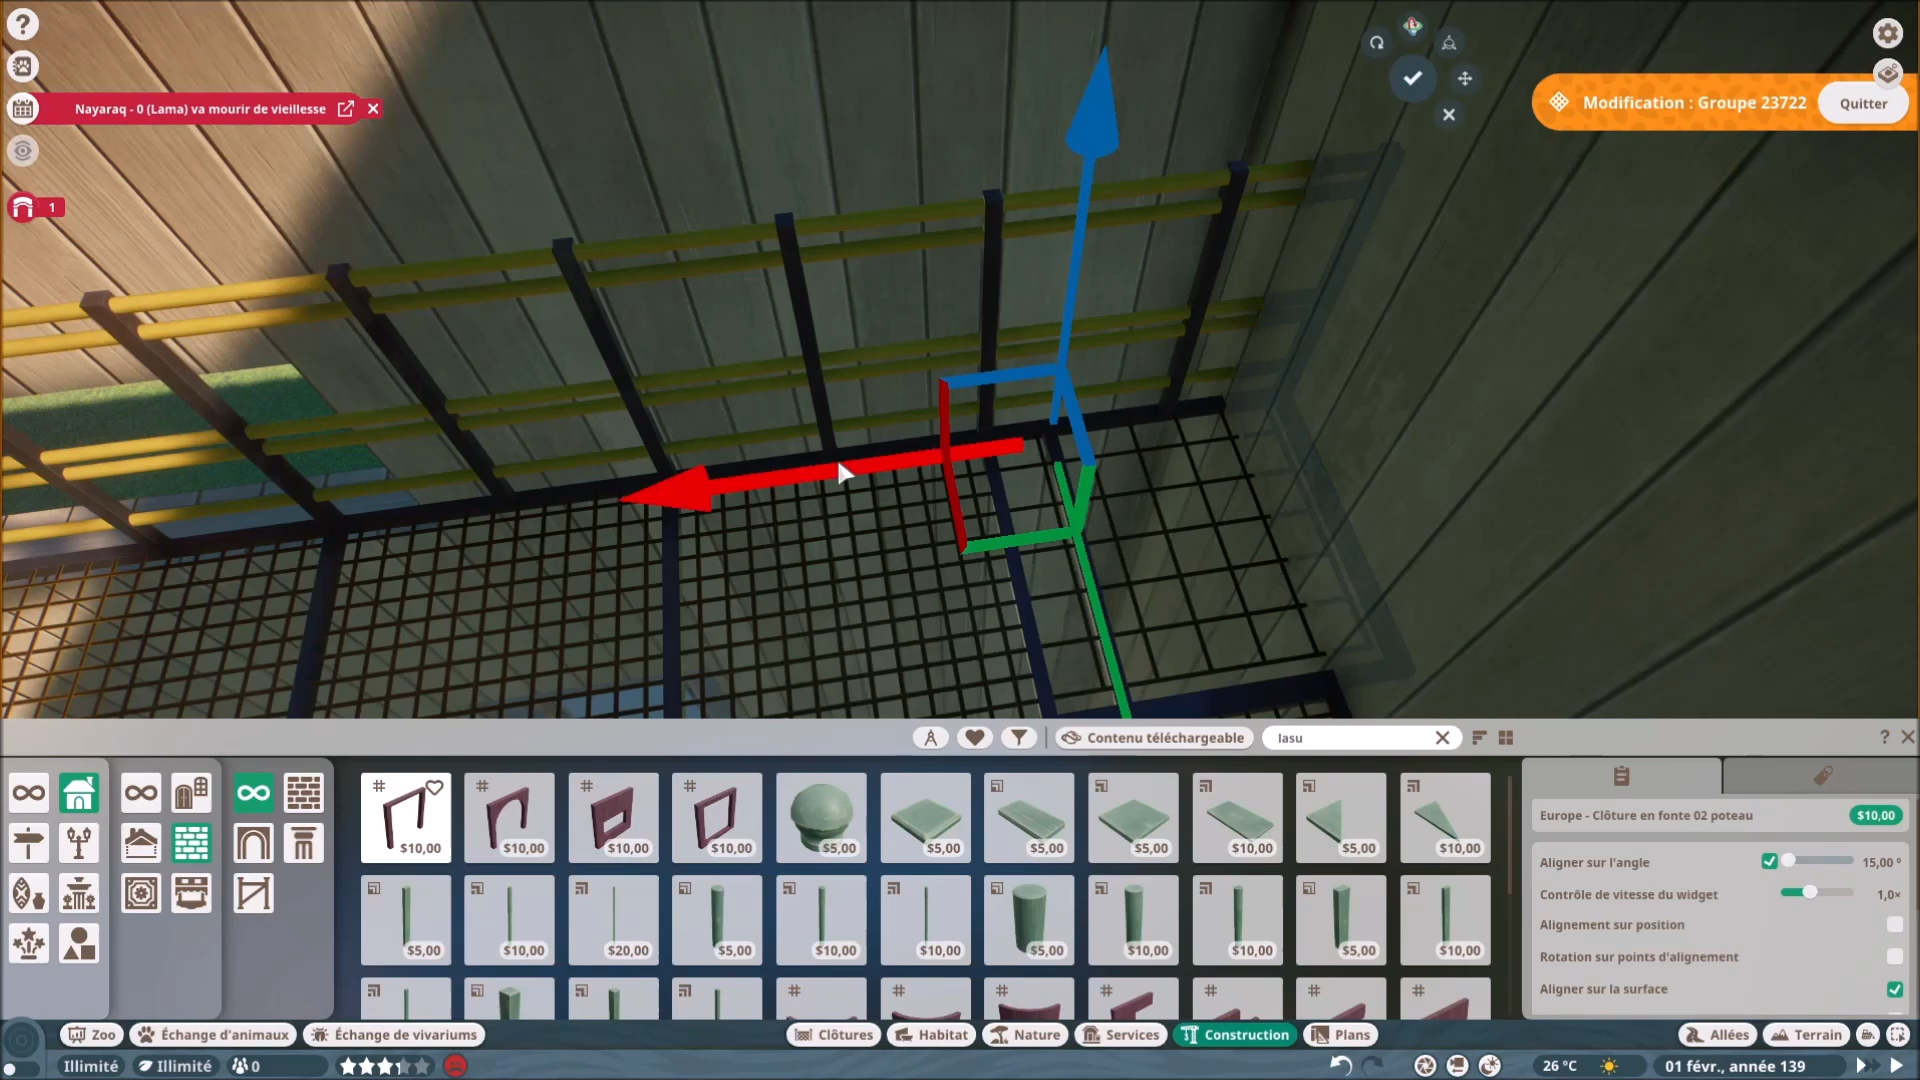 ?
Nayaraq - 0 (Lama) va mourir de vieillesse
1
Modification : Groupe 23722
Quitter
Contenu téléchargeable
lasu
?
$10,00
$10,00
$10,00
$10,00
$5,00
$5,00
$5,00
$5,00
$10,00
$5,00
$10,00
$5,00
$10,00
$20,00
$5,00
$10,00
$10,00
$5,00
$10,00
$10,00
$5,00
$10,00
Europe - Clôture en fonte 02 poteau
$10,00
Aligner sur l'angle
15,00 °
Contrôle de vitesse du widget
1,0×
Alignement sur position
Rotation sur points d'alignement
Aligner sur la surface
Zoo
Échange d'animaux
Échange de vivariums
Clôtures
Habitat
Nature
Services
Construction
Plans
Allées
Terrain
Illimité
Illimité
0
26 °C
01 févr., année 139